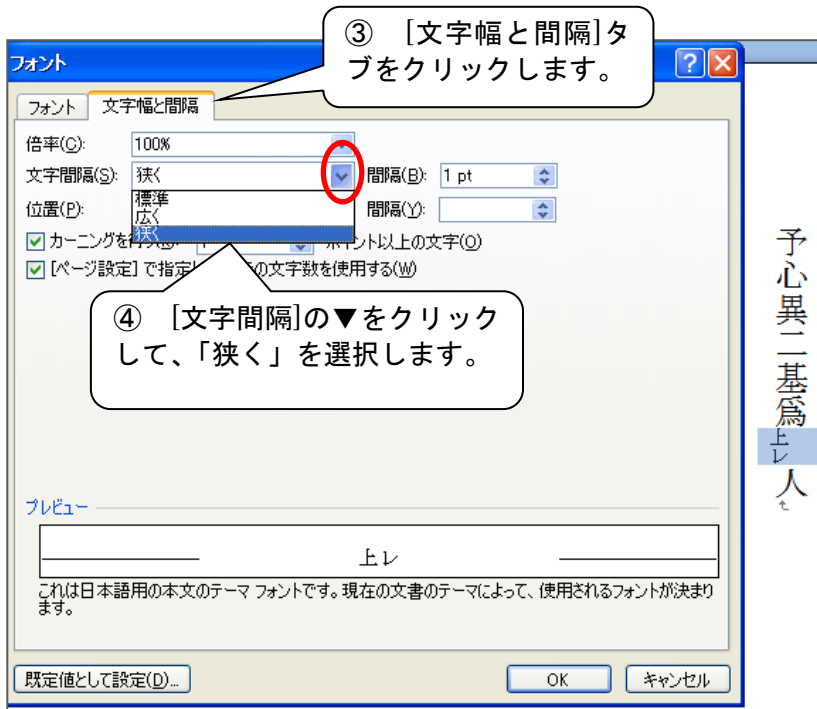 ③ [文字幅と間隔]タ
ブをクリックします。
フォント
フォント 文字幅と間隔
倍率(C): 100%
文字間隔(S): 狭く 間隔(B): 1 pt
標準
広く
狭く
位置(P): 間隔(Y):
カーニングを ポイント以上の文字(O)
[ページ設定]で指定 の文字数を使用する(W)
④ [文字間隔]の▼をクリック
して、「狭く」を選択します。
プレビュー
上レ
これは日本語用の本文のテーマ フォントです。現在の文書のテーマによって、使用されるフォントが決まり
ます。
既定値として設定(D)... OK キャンセル
予心異二基爲上レ人